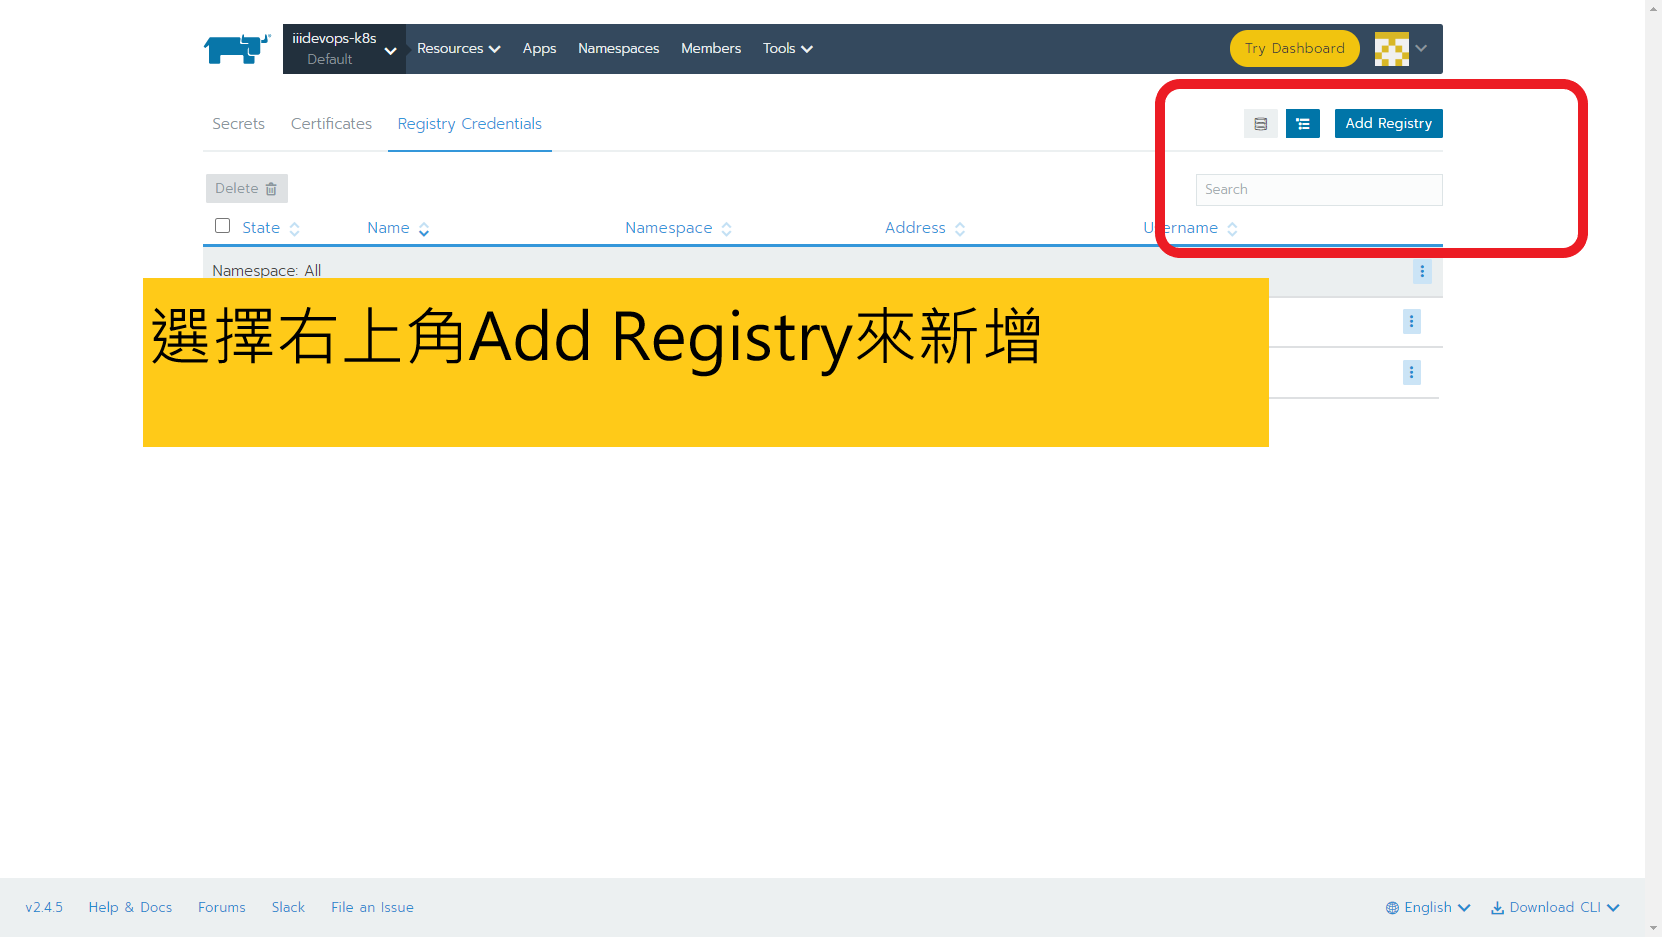 iiidevops-k8s
Default
Resources
Apps
Namespaces
Members
Tools
Try Dashboard
Secrets
Certificates
Registry Credentials
Add Registry
Delete
Search
State
Name
Namespace
Address
Username
Namespace: All
選擇右上角Add Registry來新增
v2.4.5
Help & Docs
Forums
Slack
File an Issue
English
Download CLI